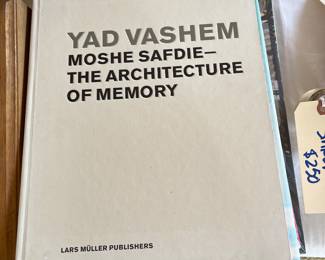 YAD VASHEM
MOSHE SAFDIE—
THE ARCHITECTURE
OF MEMORY
LARS MÜLLER PUBLISHERS
$250